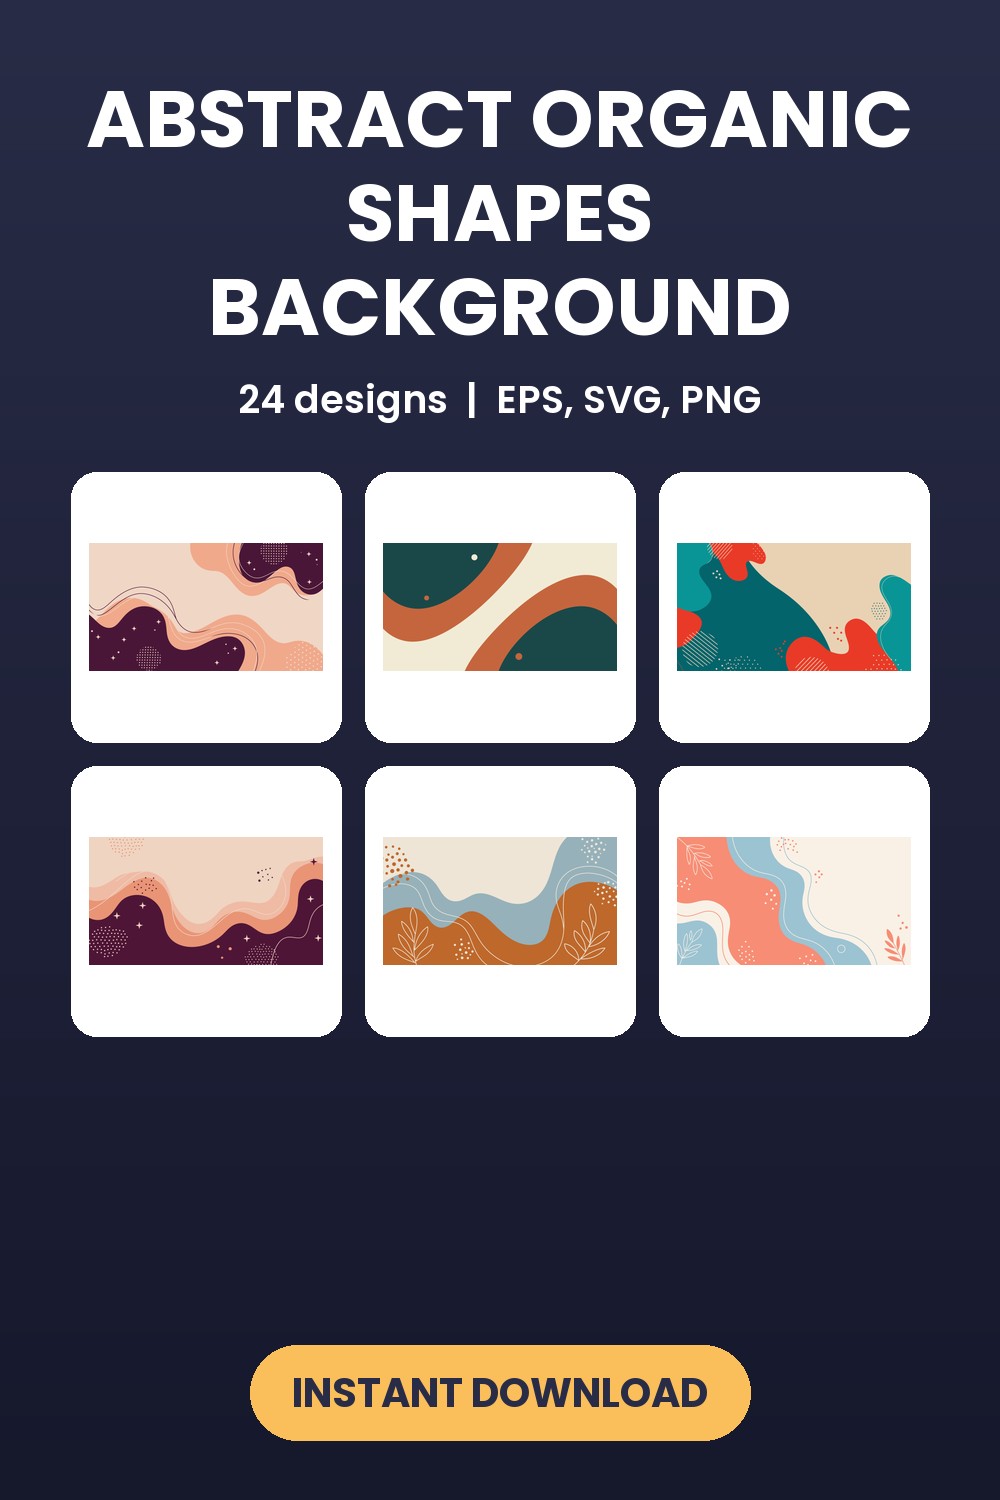 ABSTRACT ORGANIC
SHAPES
BACKGROUND
24 designs | EPS, SVG, PNG
INSTANT DOWNLOAD